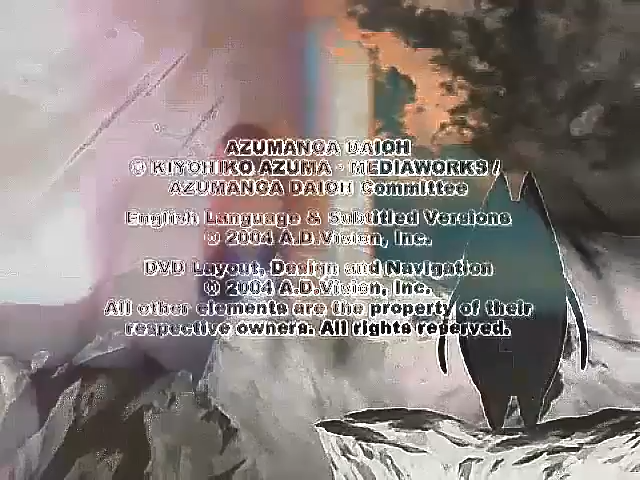 AZUMANGA DAIOH
© KIYOHIKO AZUMA - MEDIAWORKS /
AZUMANGA DAIOH Committee
English Language & Subtitled Versions
© 2004 A.D.Vision, Inc.
DVD Layout, Design and Navigation
© 2004 A.D.Vision, Inc.
All other elements are the property of their
respective owners. All rights reserved.